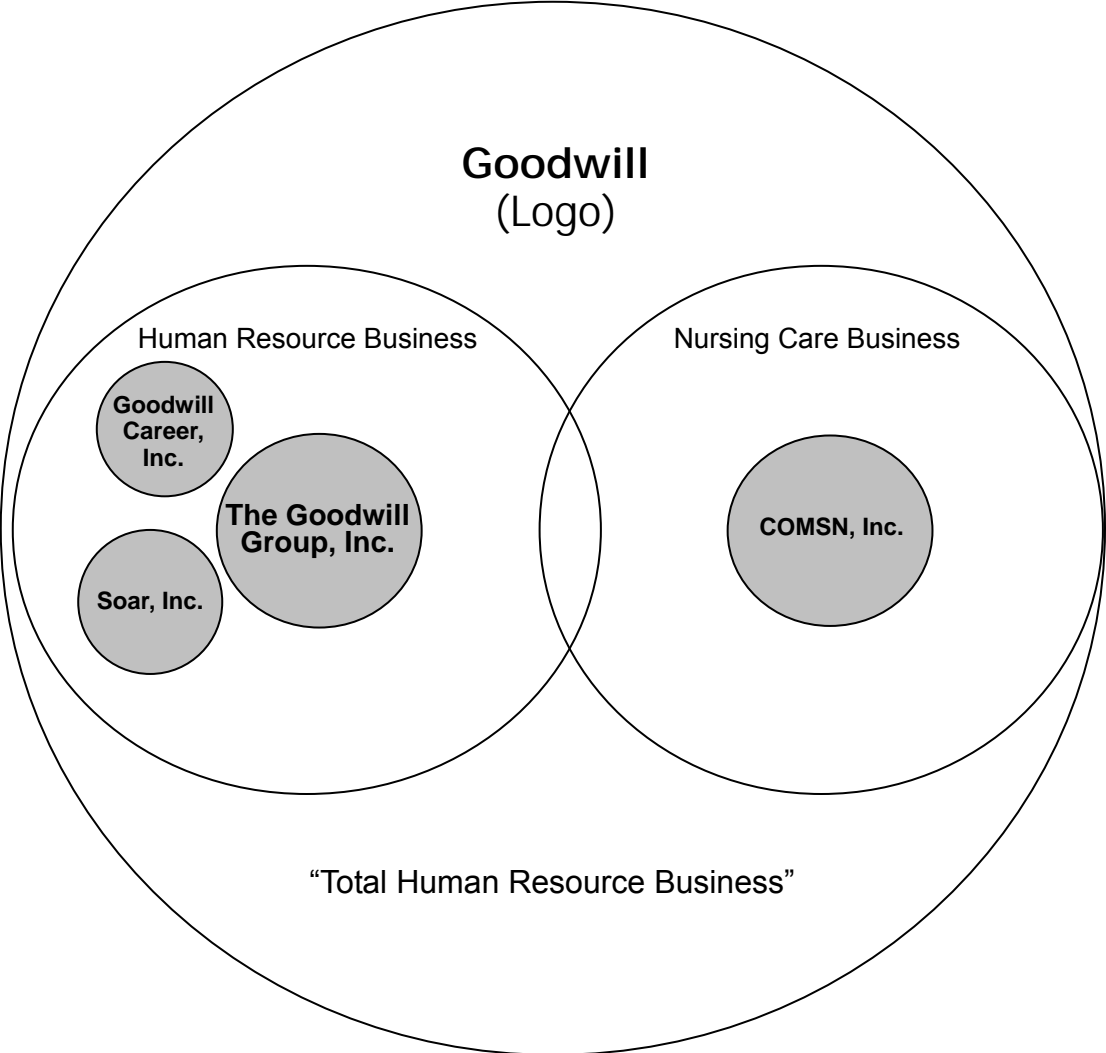 Goodwill
(Logo)
Human Resource Business
Nursing Care Business
Goodwill
Career,
Inc.
The Goodwill
Group, Inc.
COMSN, Inc.
Soar, Inc.
“Total Human Resource Business”